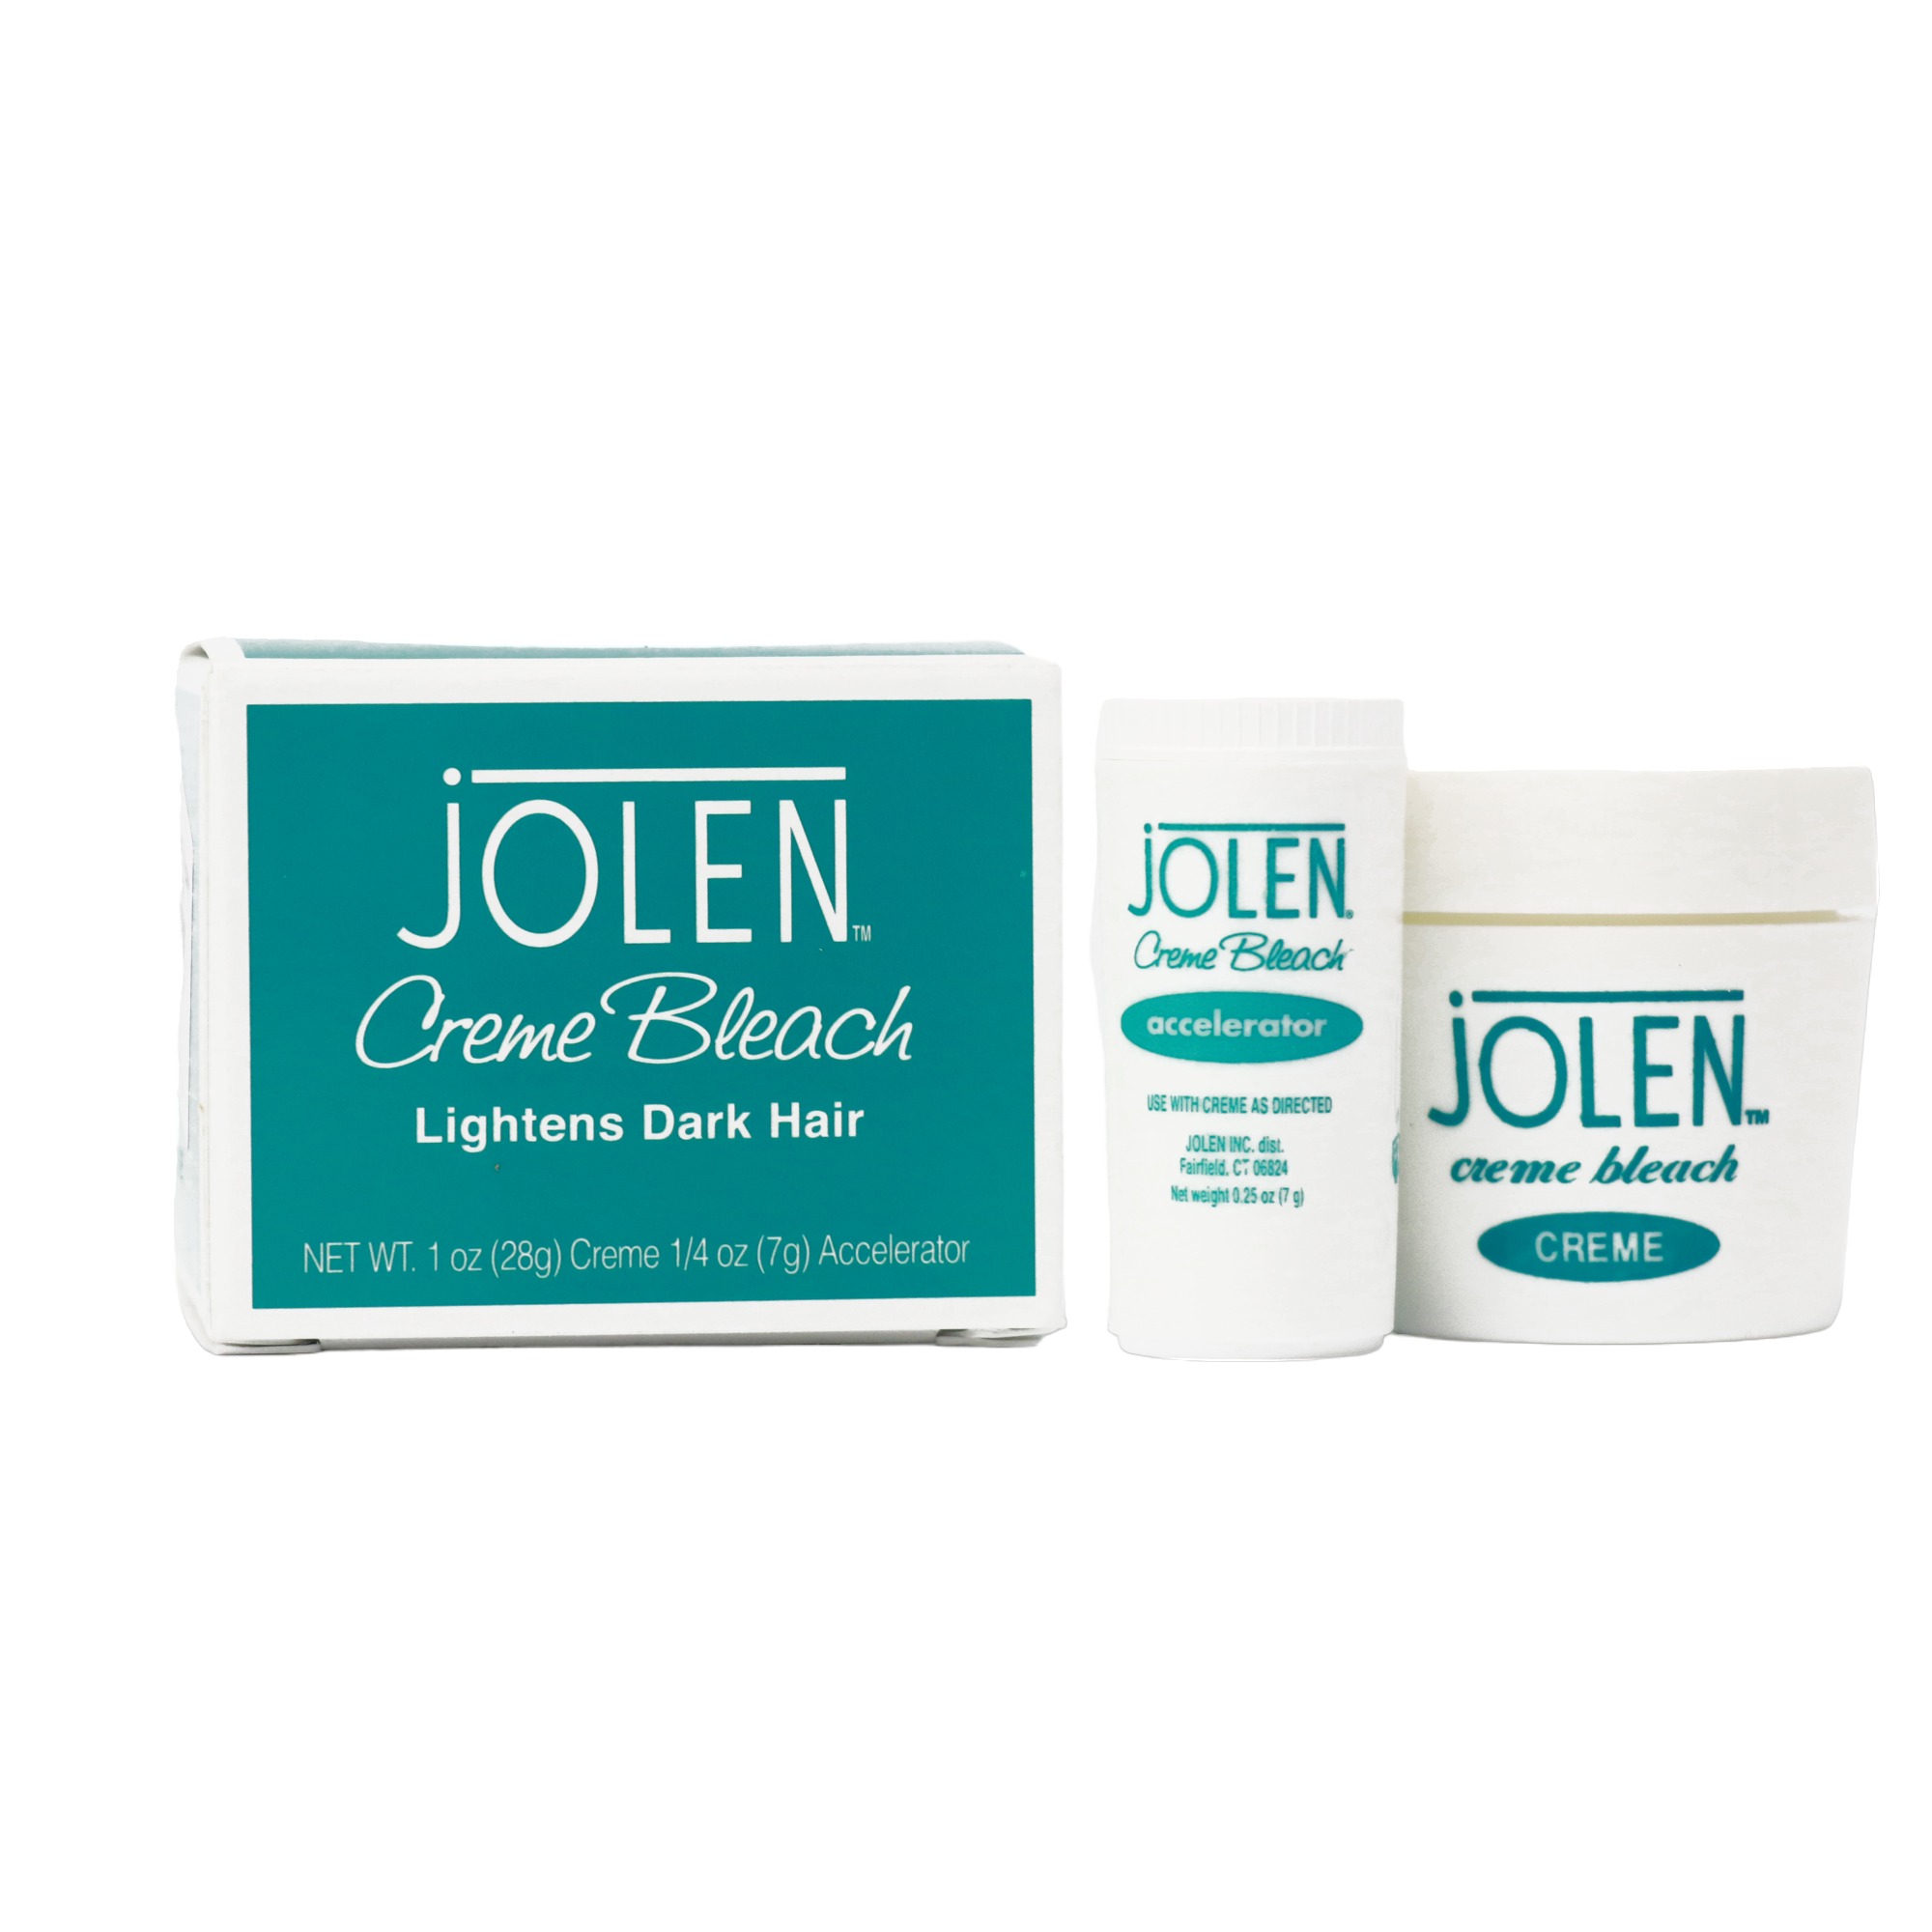 JOLEN™
Creme Bleach
Lightens Dark Hair
NET WT. 1 oz (28g) Creme 1/4 oz (7g) Accelerator
JOLEN®
Creme Bleach
accelerator
USE WITH CREME AS DIRECTED
JOLEN INC. dist.
Fairfield, CT 06824
Net weight 0.25 oz (7 g)
JOLEN™
creme bleach
CREME